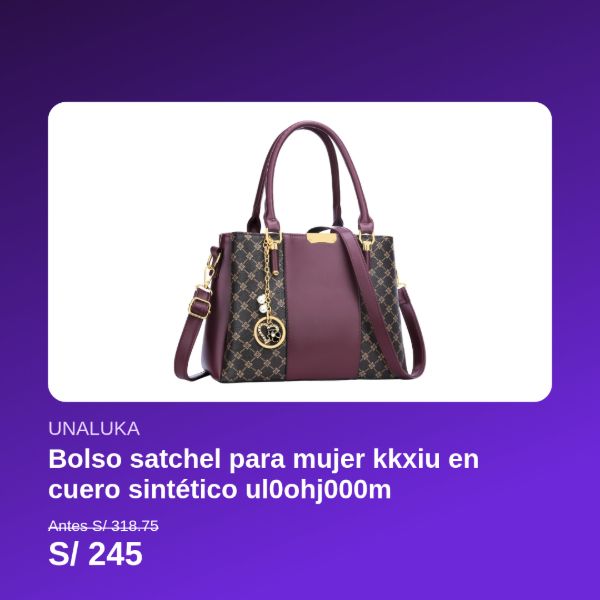 UNALUKA
Bolso satchel para mujer kkxiu en
cuero sintético ul0ohj000m
Antes S/ 318.75
S/ 245